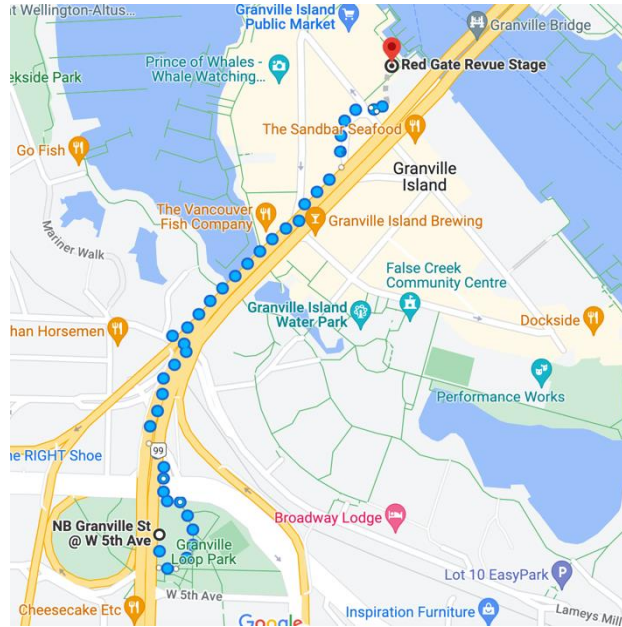 nt Wellington-Altus...
Granville Island
Public Market
Granville Bridge
Prince of Whales -
Whale Watching...
Red Gate Revue Stage
ekside Park
The Sandbar Seafood
Go Fish
Granville
Island
The Vancouver
Fish Company
Granville Island Brewing
Mariner Walk
False Creek
Community Centre
Granville Island
Water Park
Dockside
han Horsemen
Performance Works
he RIGHT Shoe
99
Broadway Lodge
NB Granville St
@ W 5th Ave
Granville
Loop Park
Lot 10 EasyPark
P
W 5th Ave
Cheesecake Etc
Google
Inspiration Furniture
Lameys Mill